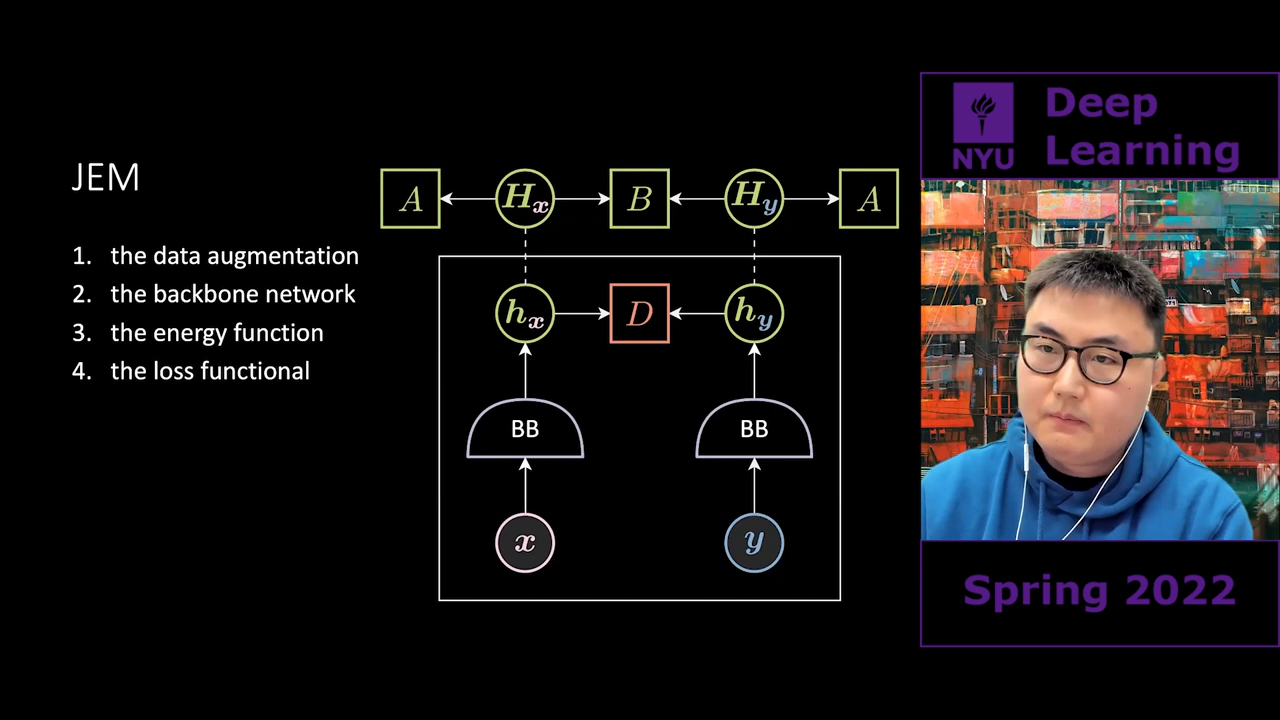 JEM
1. the data augmentation
2. the backbone network
3. the energy function
4. the loss functional
A Hx B Hy A
hx D hy
BB BB
x y
NYU
Deep
Learning
Spring 2022